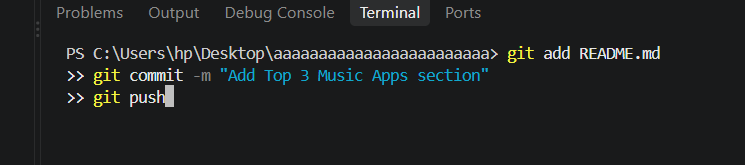 Problems Output Debug Console Terminal Ports
PS C:\Users\hp\Desktop\aaaaaaaaaaaaaaaaaaaaaaaa> git add README.md
>> git commit -m "Add Top 3 Music Apps section"
>> git push